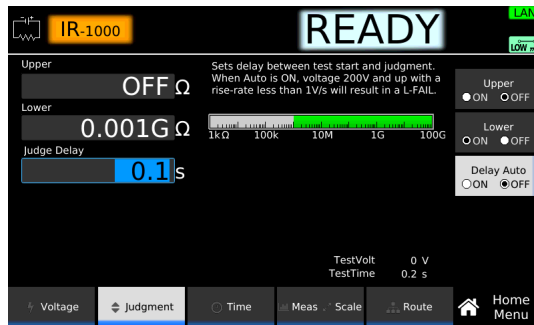 IR-1000
READY
LAN
LOW
Upper
OFF Ω
Lower
0.001G Ω
Judge Delay
0.1 s
Sets delay between test start and judgment.
When Auto is ON, voltage 200V and up with a
rise-rate less than 1V/s will result in a L-FAIL.
1kΩ 100k 10M 1G 100G
Upper
ON OFF
Lower
ON OFF
Delay Auto
ON OFF
TestVolt 0 V
TestTime 0.2 s
Voltage
Judgment
Time
Meas. Scale
Route
Home
Menu